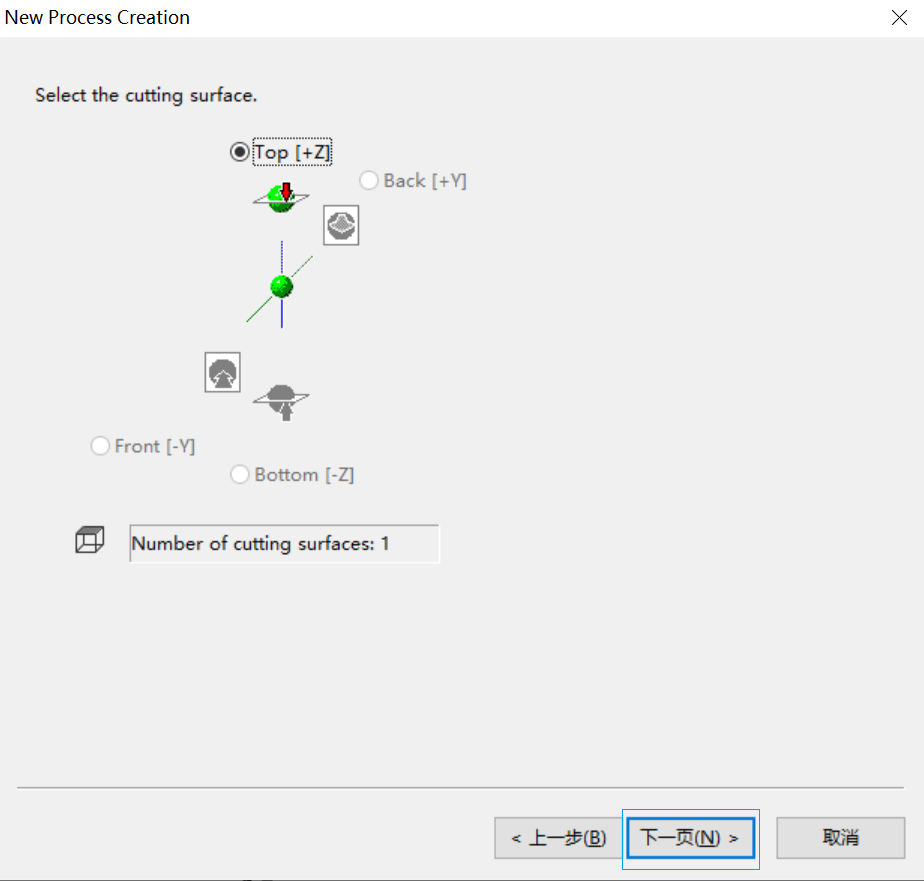 New Process Creation
Select the cutting surface.
Top [+Z]
Back [+Y]
Front [-Y]
Bottom [-Z]
Number of cutting surfaces: 1
< 上一步(B)
下一页(N) >
取消